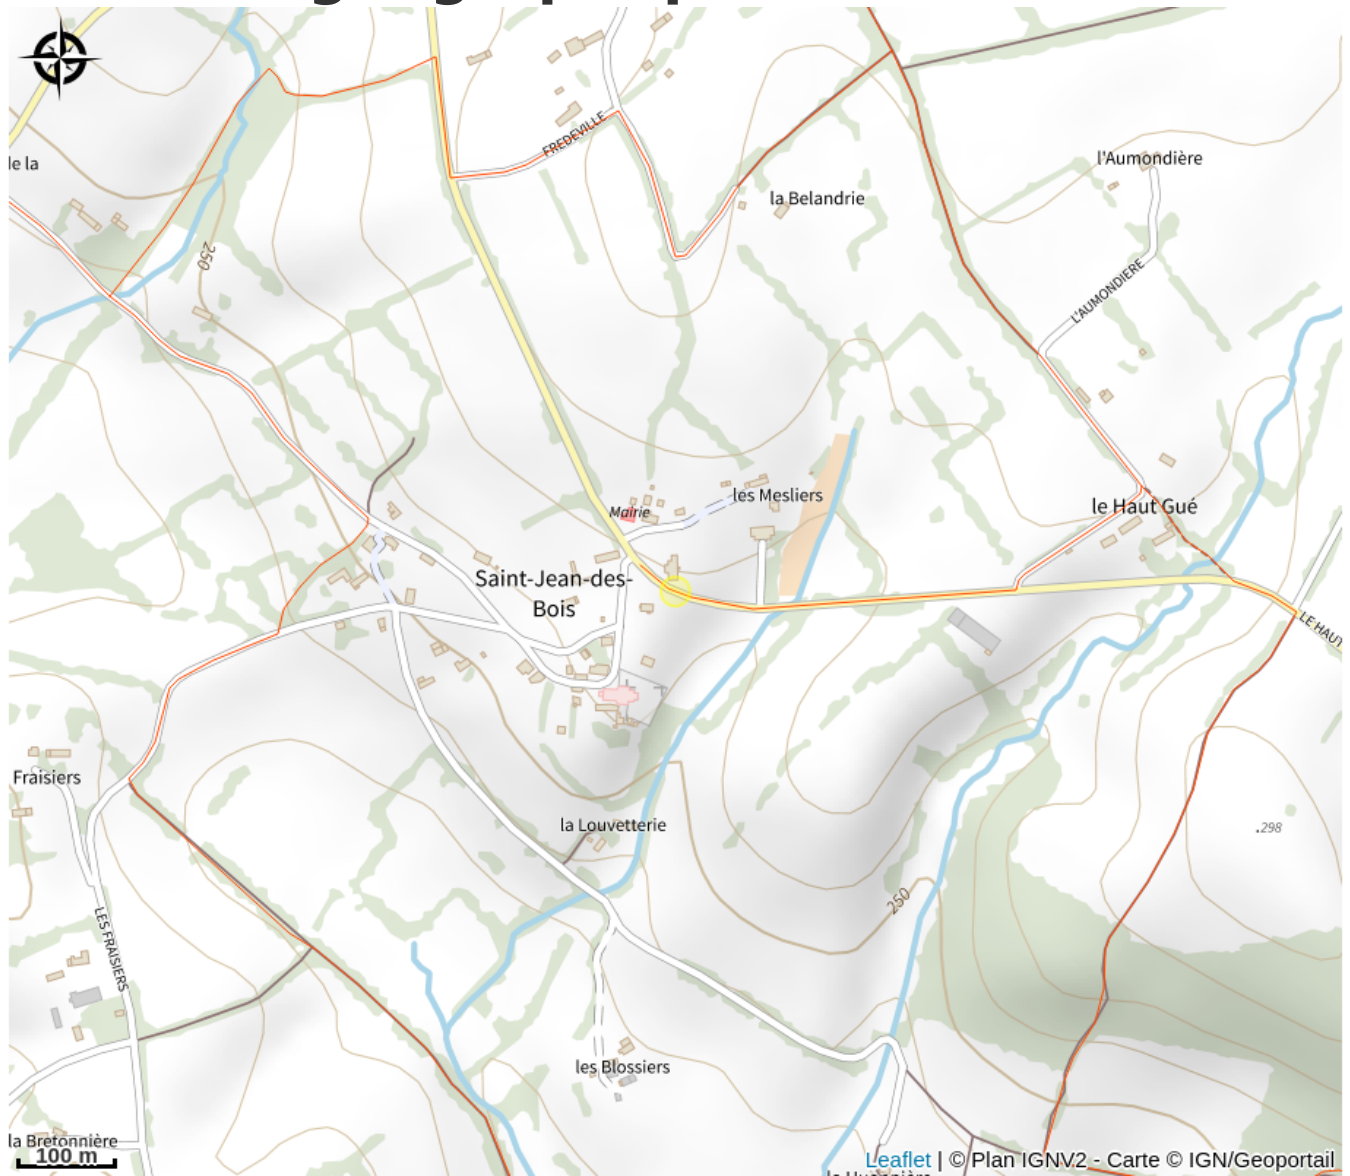 de la
FREDEVILLE
l'Aumondière
la Belandrie
250
L'AUMONDIERE
les Mesliers
Mairie
le Haut Gué
Saint-Jean-des-
Bois
LE HAUT
Fraisiers
la Louvetterie
.298
250
LES FRAISIERS
les Blossiers
la Bretonnière
100 m
Leaflet | © Plan IGNV2 - Carte © IGN/Geoportail